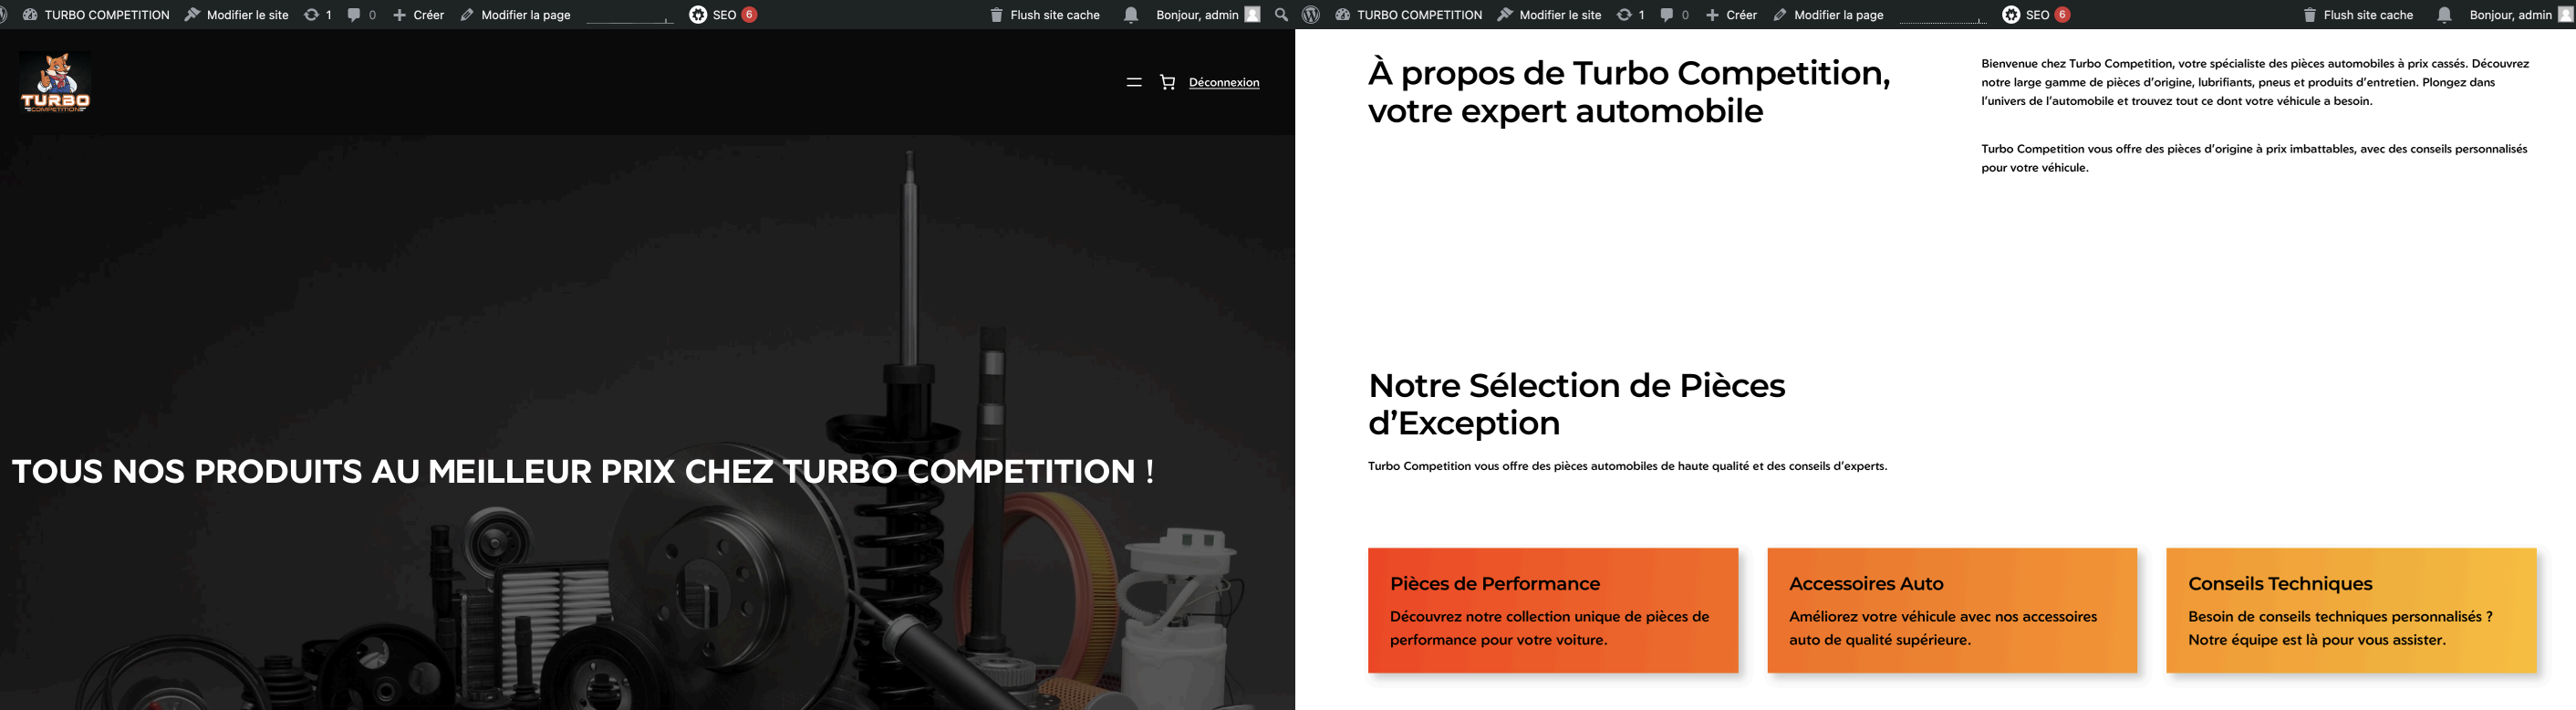 TURBO COMPETITION Modifier le site 1 0 Créer Modifier la page SEO 6 Flush site cache Bonjour, admin
TURBO
COMPETITION
Déconnexion
TOUS NOS PRODUITS AU MEILLEUR PRIX CHEZ TURBO COMPETITION !
TURBO COMPETITION Modifier le site 1 0 Créer Modifier la page SEO 6 Flush site cache Bonjour, admin
À propos de Turbo Competition,
votre expert automobile
Bienvenue chez Turbo Competition, votre spécialiste des pièces automobiles à prix cassés. Découvrez
notre large gamme de pièces d’origine, lubrifiants, pneus et produits d’entretien. Plongez dans
l’univers de l’automobile et trouvez tout ce dont votre véhicule a besoin.
Turbo Competition vous offre des pièces d’origine à prix imbattables, avec des conseils personnalisés
pour votre véhicule.
Notre Sélection de Pièces
d’Exception
Turbo Competition vous offre des pièces automobiles de haute qualité et des conseils d’experts.
Pièces de Performance
Découvrez notre collection unique de pièces de
performance pour votre voiture.
Accessoires Auto
Améliorez votre véhicule avec nos accessoires
auto de qualité supérieure.
Conseils Techniques
Besoin de conseils techniques personnalisés ?
Notre équipe est là pour vous assister.